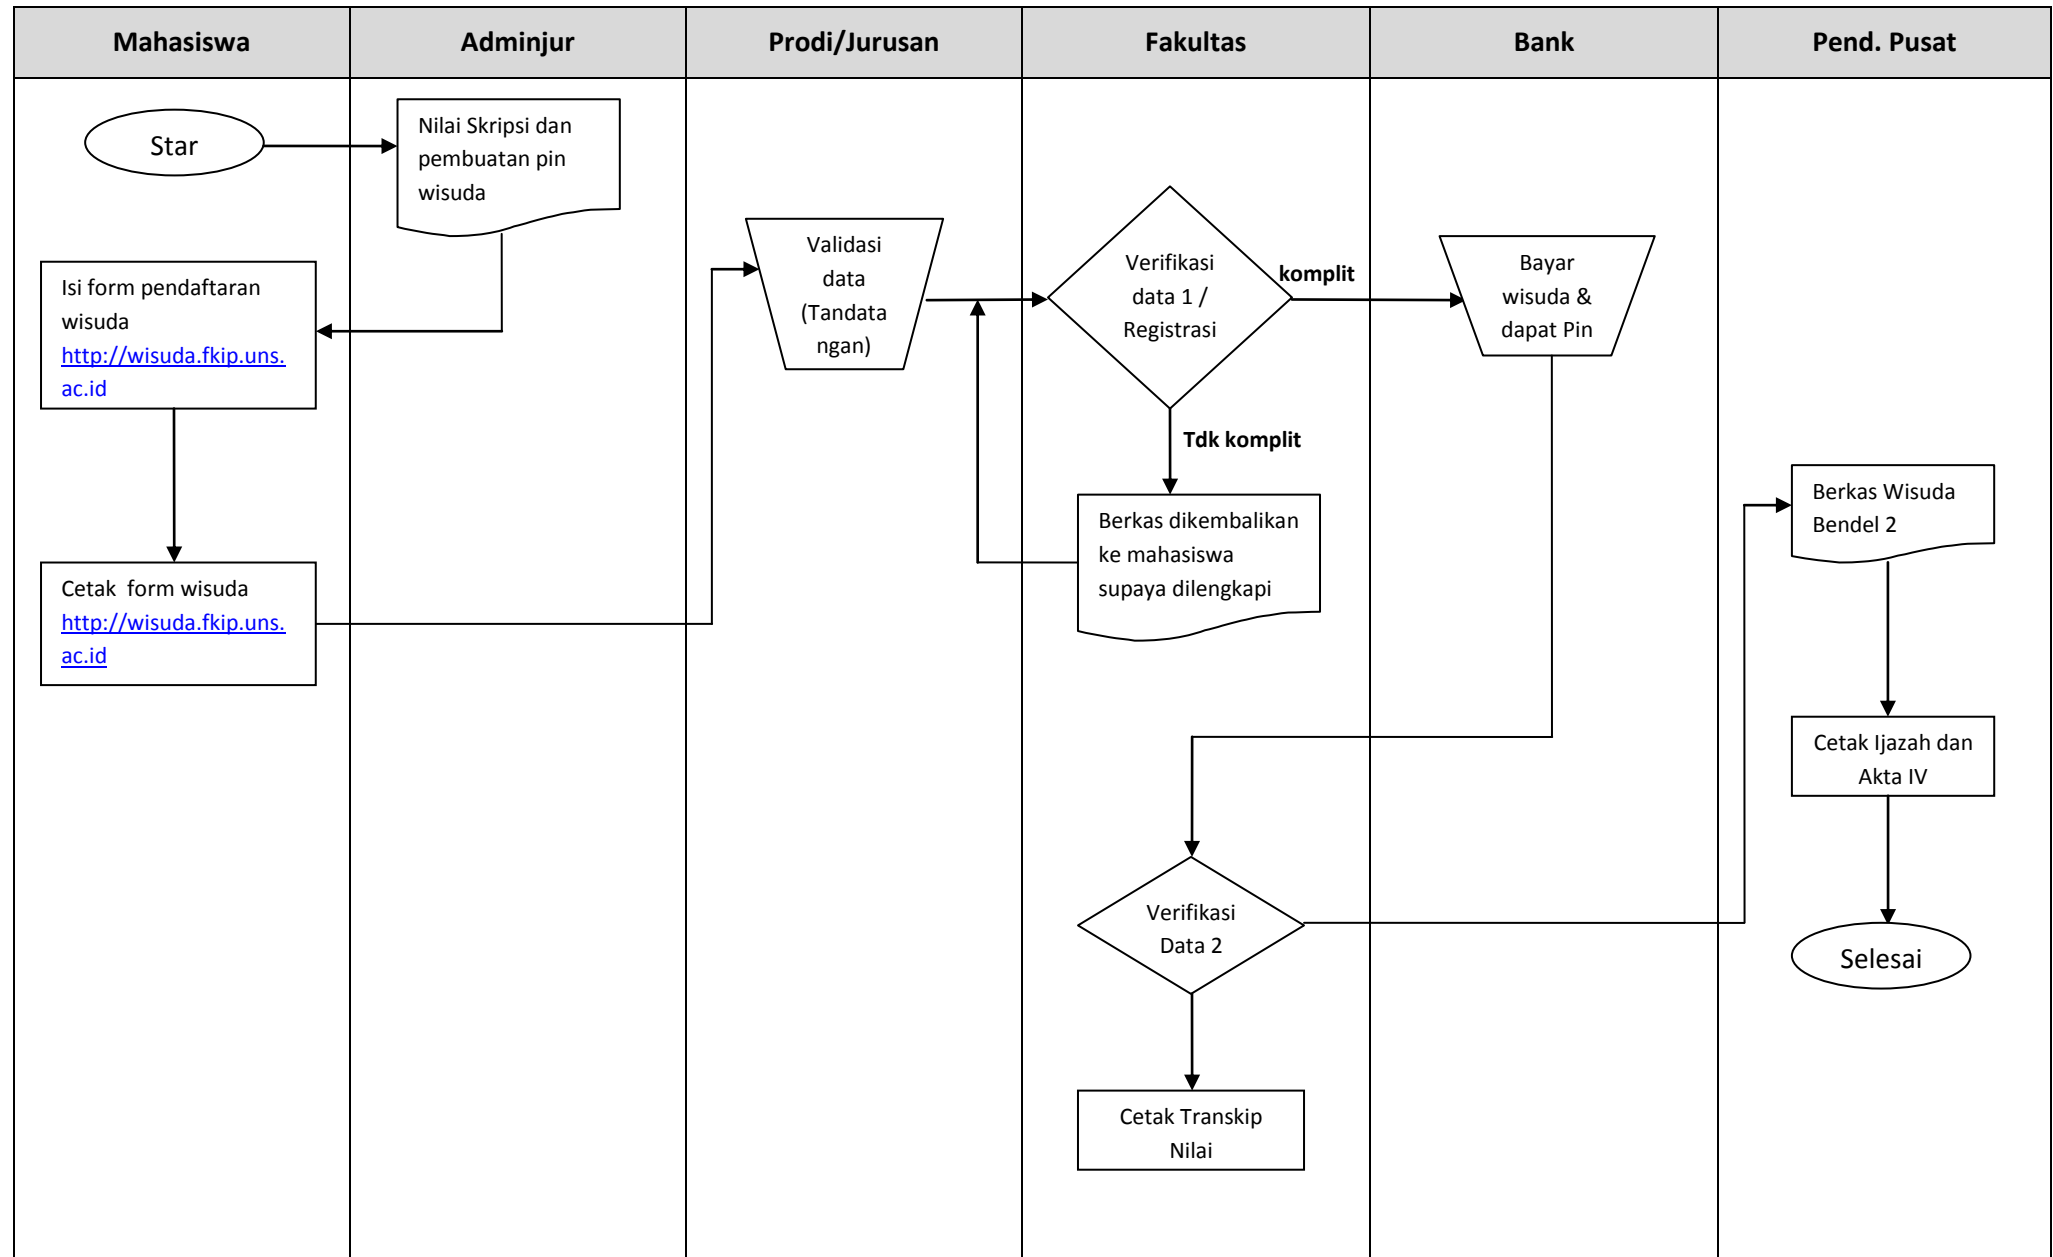 Mahasiswa
Adminjur
Prodi/Jurusan
Fakultas
Bank
Pend. Pusat
Star
Nilai Skripsi dan
pembuatan pin
wisuda
Isi form pendaftaran
wisuda
http://wisuda.fkip.uns.
ac.id
Cetak  form wisuda
http://wisuda.fkip.uns.
ac.id
Validasi
data
(Tandata
ngan)
Verifikasi
data 1 /
Registrasi
komplit
Tdk komplit
Berkas dikembalikan
ke mahasiswa
supaya dilengkapi
Bayar
wisuda &
dapat Pin
Verifikasi
Data 2
Cetak Transkip
Nilai
Berkas Wisuda
Bendel 2
Cetak Ijazah dan
Akta IV
Selesai